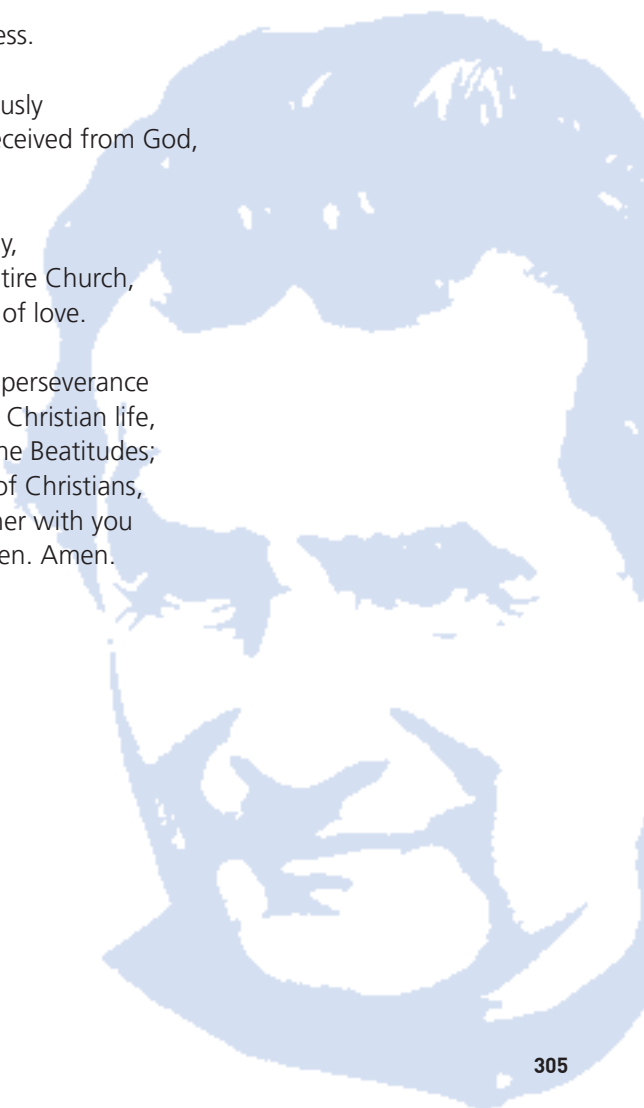 ess.
usly
eceived from God,
y,
tire Church,
of love.
perseverance
Christian life,
he Beatitudes;
of Christians,
her with you
en. Amen.
305